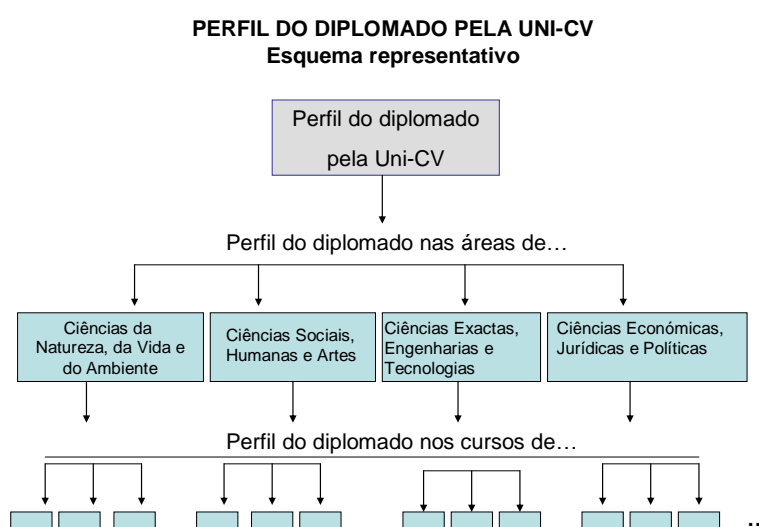 PERFIL DO DIPLOMADO PELA UNI-CV
Esquema representativo
Perfil do diplomado
pela Uni-CV
Perfil do diplomado nas áreas de…
Ciências da
Natureza, da Vida e
do Ambiente
Ciências Sociais,
Humanas e Artes
Ciências Exactas,
Engenharias e
Tecnologias
Ciências Económicas,
Jurídicas e Políticas
Perfil do diplomado nos cursos de…